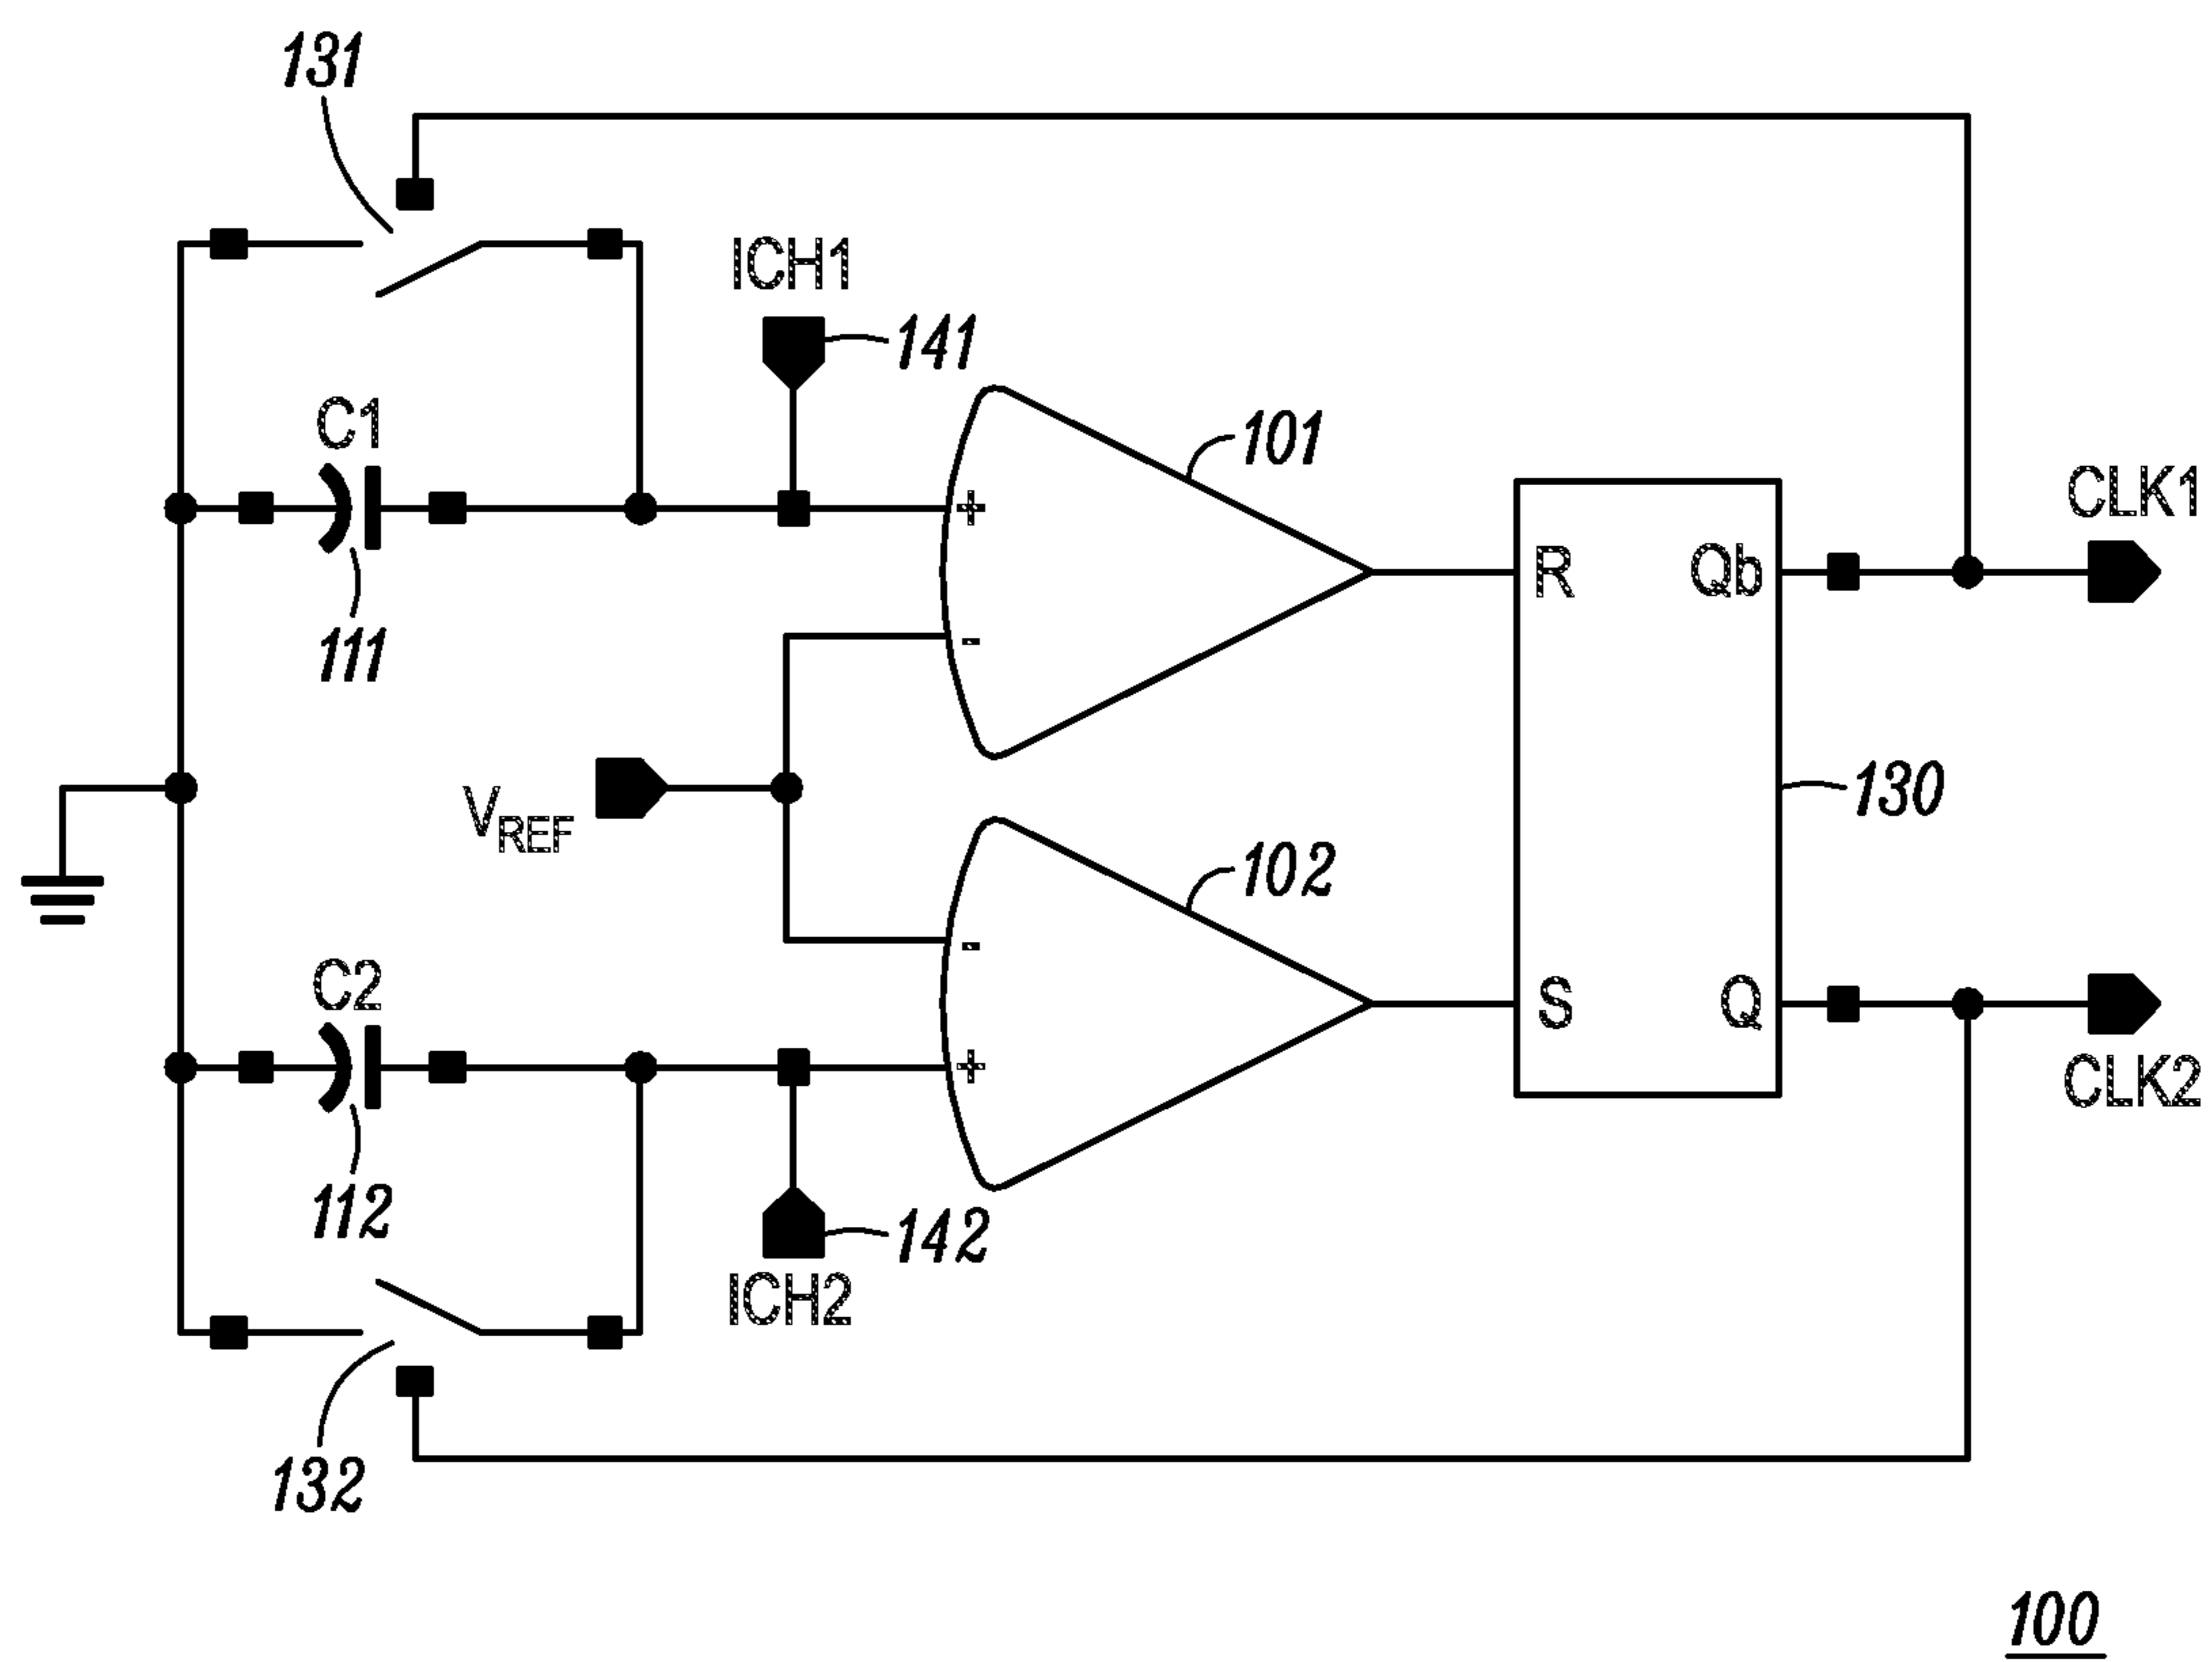 131
ICH1
141
C1
101
CLK1
+
R
Qb
111
-
130
VREF
102
-
C2
S
Q
+
CLK2
112
142
ICH2
132
100